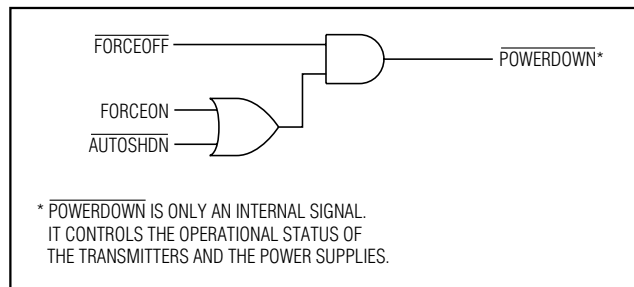 FORCEOFF
POWERDOWN*
FORCEON
AUTOSHDN
* POWERDOWN IS ONLY AN INTERNAL SIGNAL.
IT CONTROLS THE OPERATIONAL STATUS OF
THE TRANSMITTERS AND THE POWER SUPPLIES.